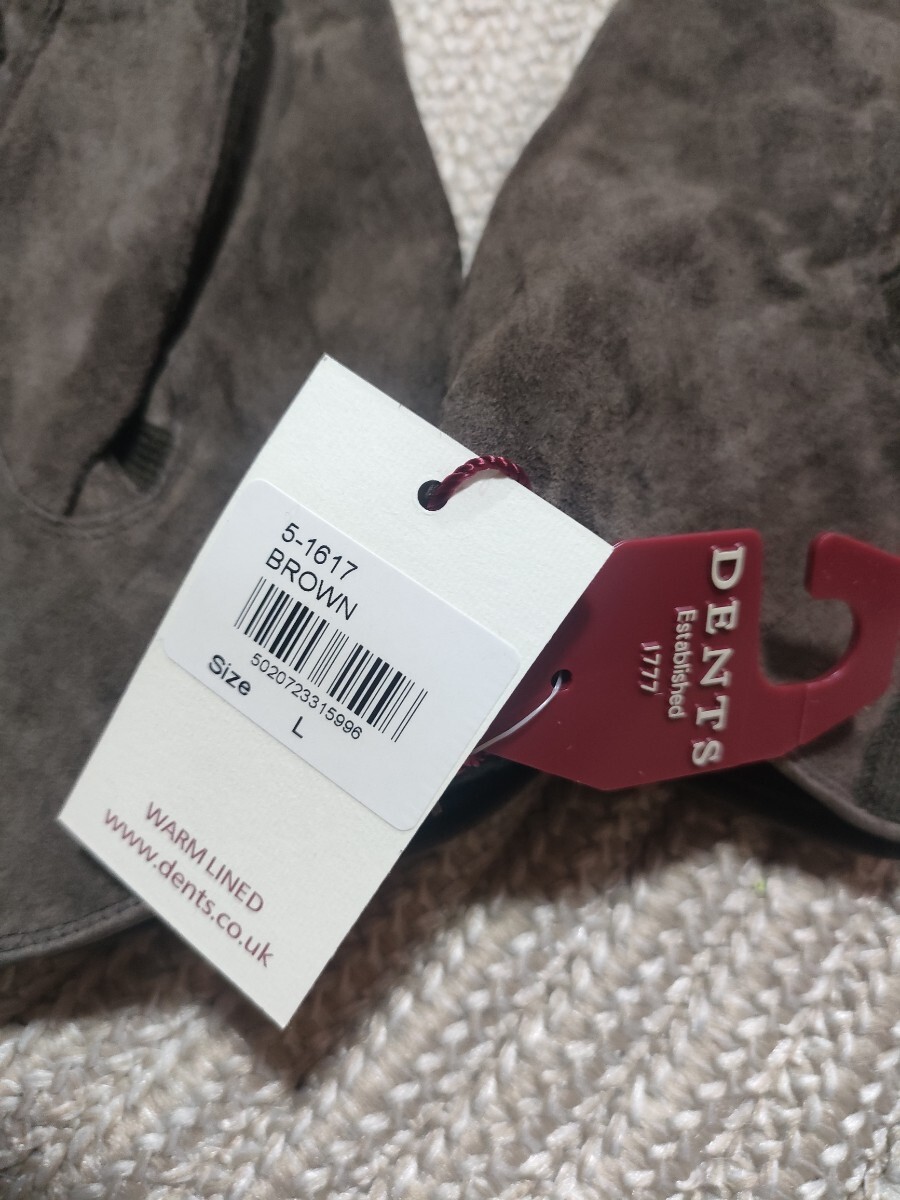 5-1617
BROWN
5020723315996
Size L
WARM LINED
www.dents.co.uk
DENTS
Established
1777